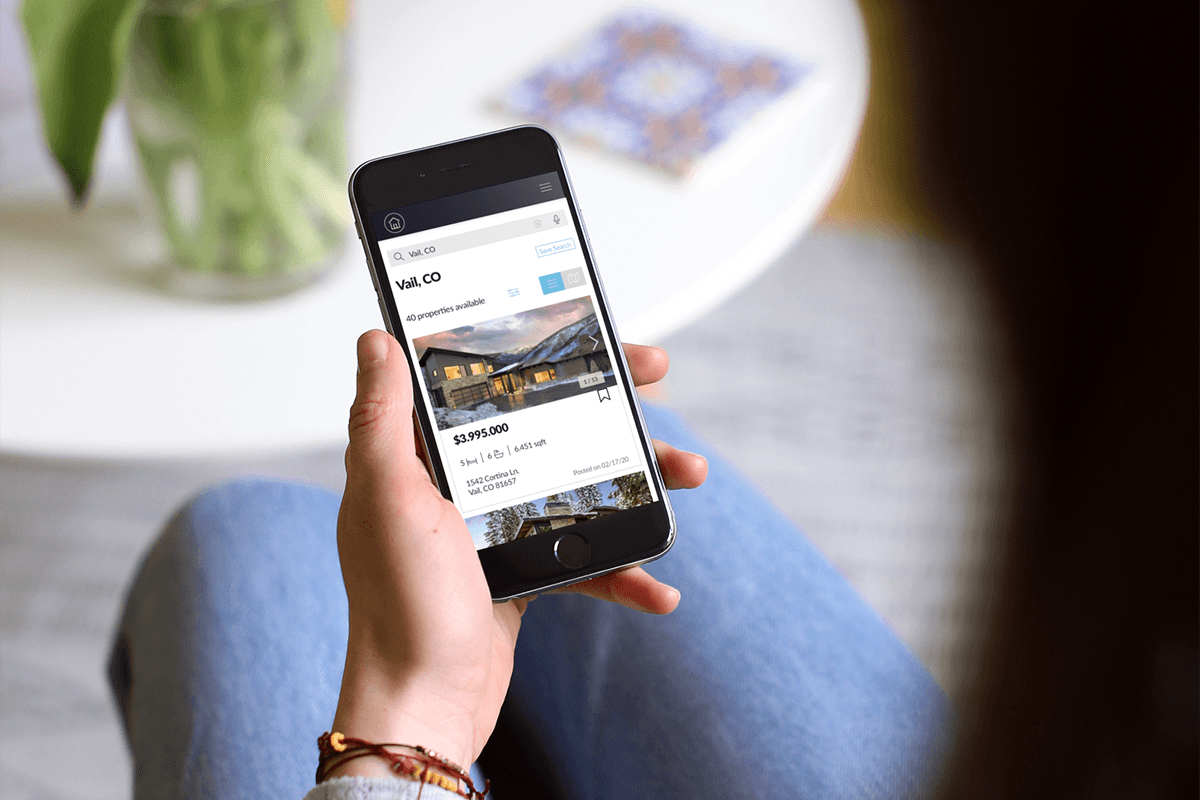 Vail, CO
Save Search
Vail, CO
40 properties available
1 / 13
$3.995.000
5 | 6 | 6.451 sqft
1542 Cortina Ln.
Vail, CO 81657
Posted on 02/17/20